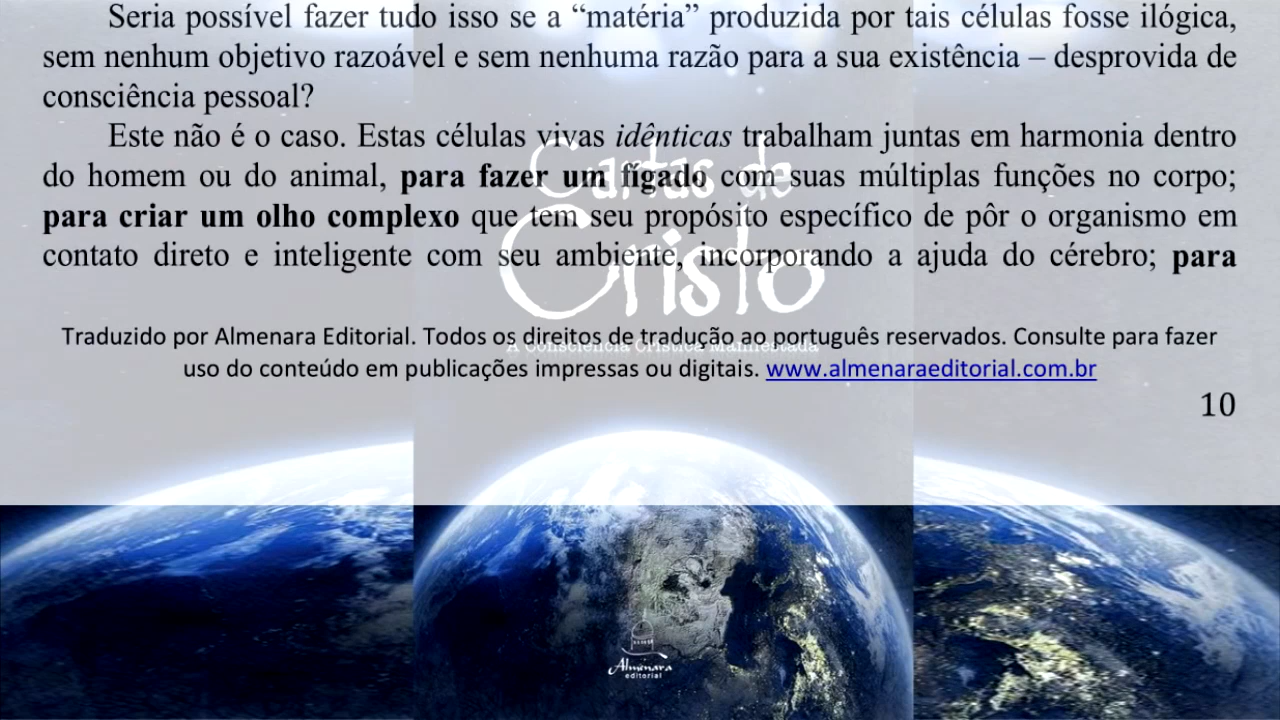 Seria possível fazer tudo isso se a “matéria” produzida por tais células fosse ilógica,
sem nenhum objetivo razoável e sem nenhuma razão para a sua existência – desprovida de
consciência pessoal?
Este não é o caso. Estas células vivas idênticas trabalham juntas em harmonia dentro
do homem ou do animal, para fazer um fígado com suas múltiplas funções no corpo;
para criar um olho complexo que tem seu propósito específico de pôr o organismo em
contato direto e inteligente com seu ambiente, incorporando a ajuda do cérebro; para
Cartas de
Cristo
A Consciência Crística Manifestada
Traduzido por Almenara Editorial. Todos os direitos de tradução ao português reservados. Consulte para fazer
uso do conteúdo em publicações impressas ou digitais. www.almenaraeditorial.com.br
10
Almenara
editorial